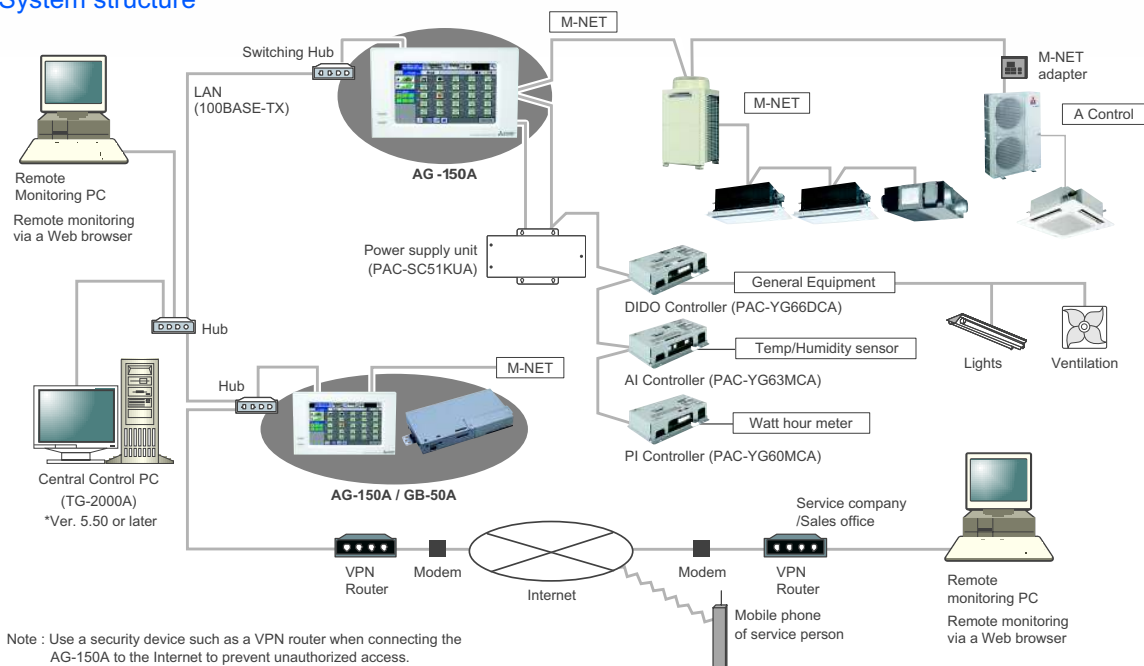 System structure
M-NET
Switching Hub
LAN
(100BASE-TX)
AG -150A
M-NET
M-NET
adapter
A Control
Remote
Monitoring PC
Remote monitoring
via a Web browser
Power supply unit
(PAC-SC51KUA)
General Equipment
DIDO Controller (PAC-YG66DCA)
Temp/Humidity sensor
AI Controller (PAC-YG63MCA)
Lights
Ventilation
Watt hour meter
PI Controller (PAC-YG60MCA)
Hub
Hub
M-NET
AG-150A / GB-50A
Central Control PC
(TG-2000A)
*Ver. 5.50 or later
VPN
Router
Modem
Internet
Modem
VPN
Router
Service company
/Sales office
Mobile phone
of service person
Remote
monitoring PC
Remote monitoring
via a Web browser
Note : Use a security device such as a VPN router when connecting the
AG-150A to the Internet to prevent unauthorized access.